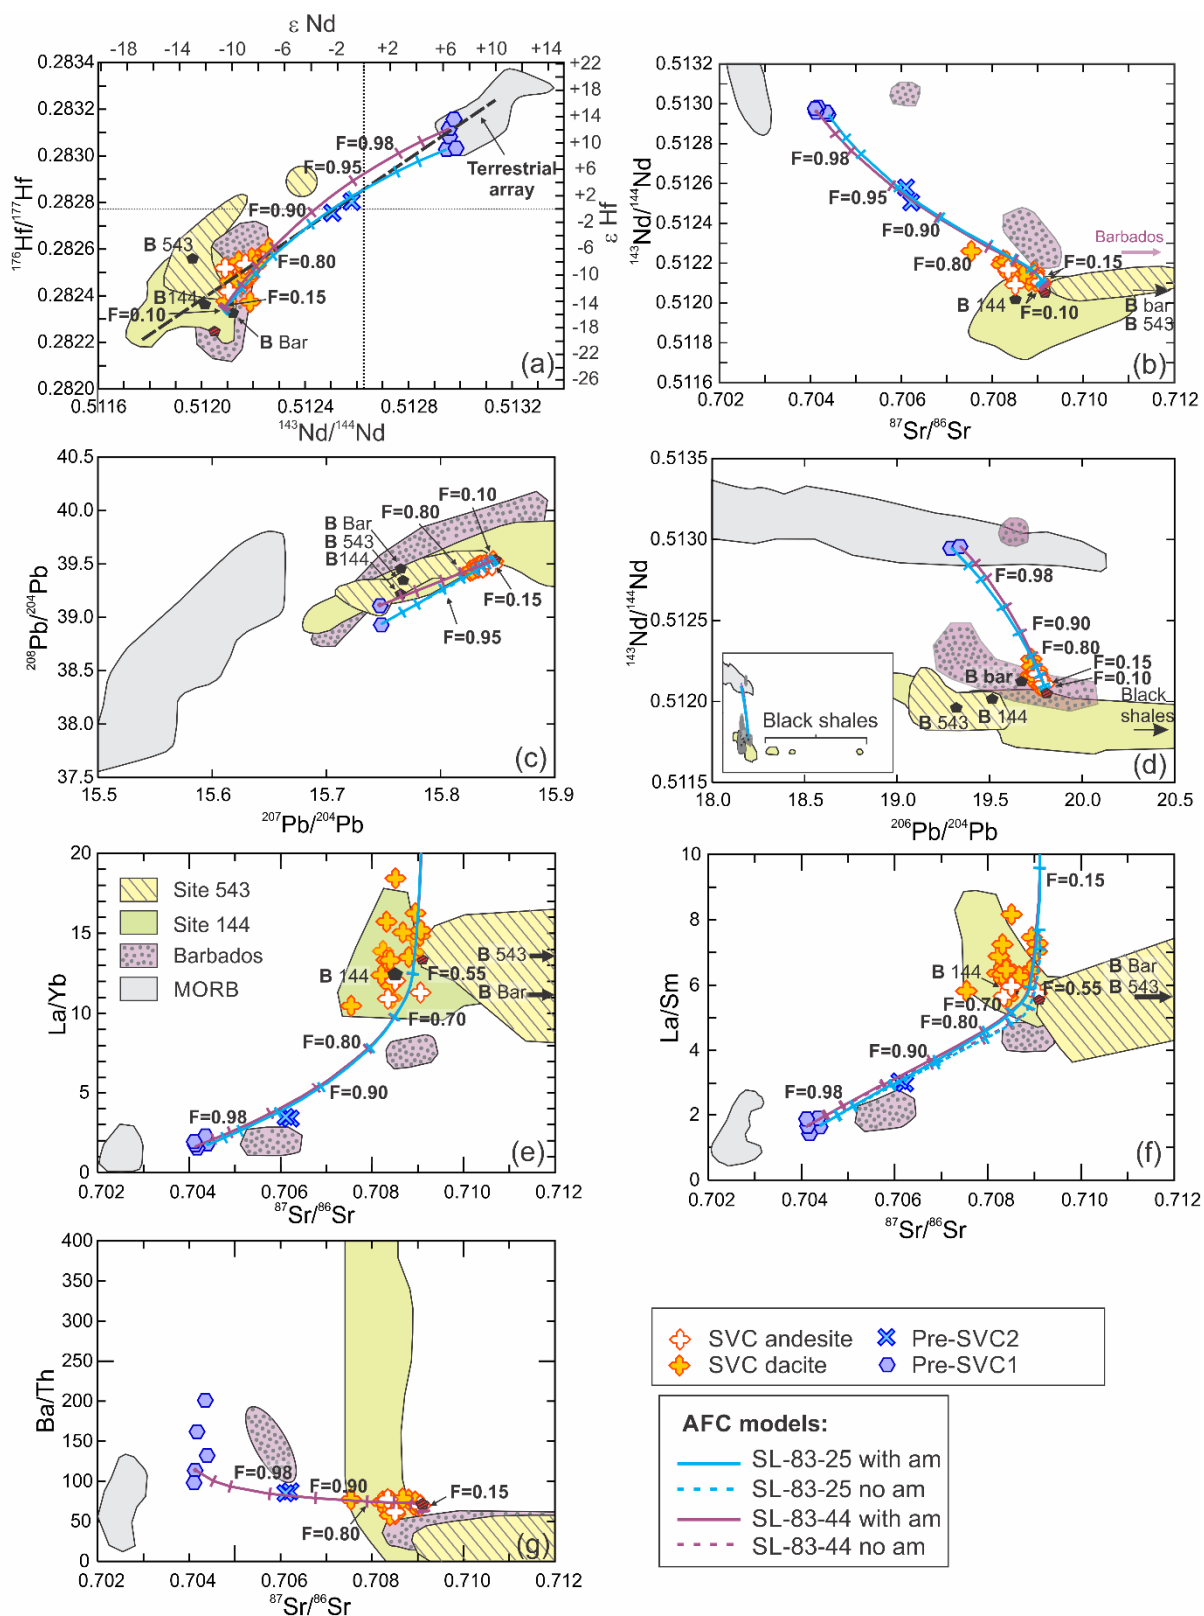 ε Nd
-18 -14 -10 -6 -2 +2 +6 +10 +14
0.2834
0.2832
0.2830
0.2828
0.2826
0.2824
0.2822
0.2820
¹⁷⁶Hf/¹⁷⁷Hf
+22
+18
+14
+10
+6
+2
-2
-6
-10
-14
-18
-22
-26
ε Hf
F=0.98
F=0.95
F=0.90
F=0.80
F=0.15
F=0.10
Terrestrial
array
B 543
B 144
B Bar
(a)
0.5116 0.5120 0.5124 0.5128 0.5132
¹⁴³Nd/¹⁴⁴Nd
0.5132
0.5130
0.5128
0.5126
0.5124
0.5122
0.5120
0.5118
0.5116
¹⁴³Nd/¹⁴⁴Nd
F=0.98
F=0.95
F=0.90
F=0.80
F=0.15
F=0.10
Barbados
B 144
B bar
B 543
(b)
0.702 0.704 0.706 0.708 0.710 0.712
⁸⁷Sr/⁸⁶Sr
40.5
40.0
39.5
39.0
38.5
38.0
37.5
²⁰⁸Pb/²⁰⁴Pb
F=0.10
F=0.80
B Bar
B 543
B 144
F=0.15
F=0.95
(c)
15.5 15.6 15.7 15.8 15.9
²⁰⁷Pb/²⁰⁴Pb
0.5135
0.5130
0.5125
0.5120
0.5115
¹⁴³Nd/¹⁴⁴Nd
F=0.98
F=0.90
F=0.80
F=0.15
F=0.10
B bar
B 543
B 144
Black
shales
Black shales
(d)
18.0 18.5 19.0 19.5 20.0 20.5
²⁰⁶Pb/²⁰⁴Pb
20
15
10
5
0
La/Yb
Site 543
Site 144
Barbados
MORB
B 144
B 543
F=0.55
B Bar
F=0.70
F=0.80
F=0.90
F=0.98
(e)
0.702 0.704 0.706 0.708 0.710 0.712
⁸⁷Sr/⁸⁶Sr
10
8
6
4
2
0
La/Sm
F=0.15
B 144
B Bar
F=0.55
B 543
F=0.70
F=0.80
F=0.90
F=0.98
(f)
0.702 0.704 0.706 0.708 0.710 0.712
⁸⁷Sr/⁸⁶Sr
400
350
300
250
200
150
100
50
0
Ba/Th
F=0.98
F=0.90
F=0.15
F=0.80
(g)
0.702 0.704 0.706 0.708 0.710 0.712
⁸⁷Sr/⁸⁶Sr
SVC andesite
Pre-SVC2
SVC dacite
Pre-SVC1
AFC models:
SL-83-25 with am
SL-83-25 no am
SL-83-44 with am
SL-83-44 no am